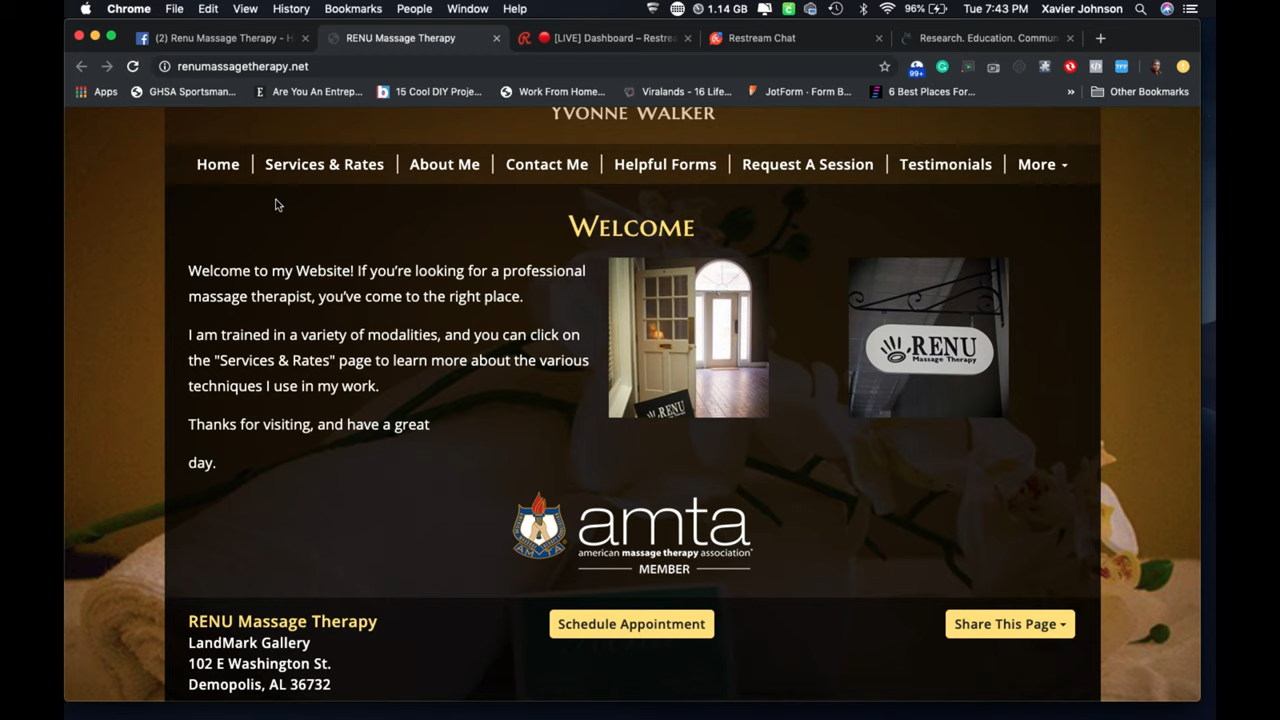 Chrome File Edit View History Bookmarks People Window Help 1.14 GB 96% Tue 7:43 PM Xavier Johnson
(2) Renu Massage Therapy - H RENU Massage Therapy [LIVE] Dashboard – Restrea Restream Chat Research. Education. Commun
renumassagetherapy.net 99+
Apps GHSA Sportsman... E Are You An Entrep... 15 Cool DIY Proje... Work From Home... Viralands - 16 Life... JotForm · Form B... 6 Best Places For... » Other Bookmarks
YVONNE WALKER
Home Services & Rates About Me Contact Me Helpful Forms Request A Session Testimonials More
WELCOME
Welcome to my Website! If you’re looking for a professional
massage therapist, you’ve come to the right place.
I am trained in a variety of modalities, and you can click on
the "Services & Rates" page to learn more about the various
techniques I use in my work.
Thanks for visiting, and have a great
day.
RENU
RENU
Massage Therapy
AMTA
amta
american massage therapy association®
MEMBER
RENU Massage Therapy
LandMark Gallery
102 E Washington St.
Demopolis, AL 36732
Schedule Appointment
Share This Page